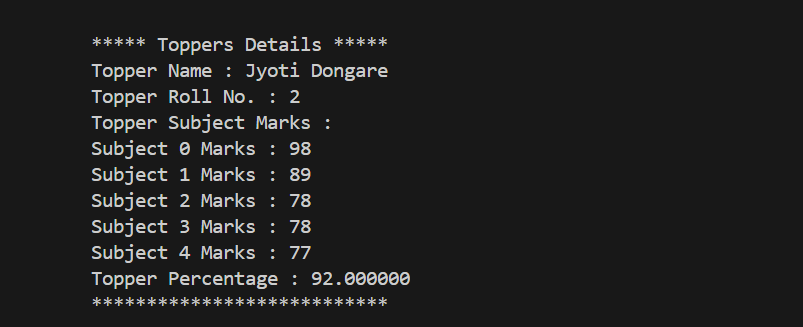 ***** Toppers Details *****
Topper Name : Jyoti Dongare
Topper Roll No. : 2
Topper Subject Marks :
Subject 0 Marks : 98
Subject 1 Marks : 89
Subject 2 Marks : 78
Subject 3 Marks : 78
Subject 4 Marks : 77
Topper Percentage : 92.000000
***************************